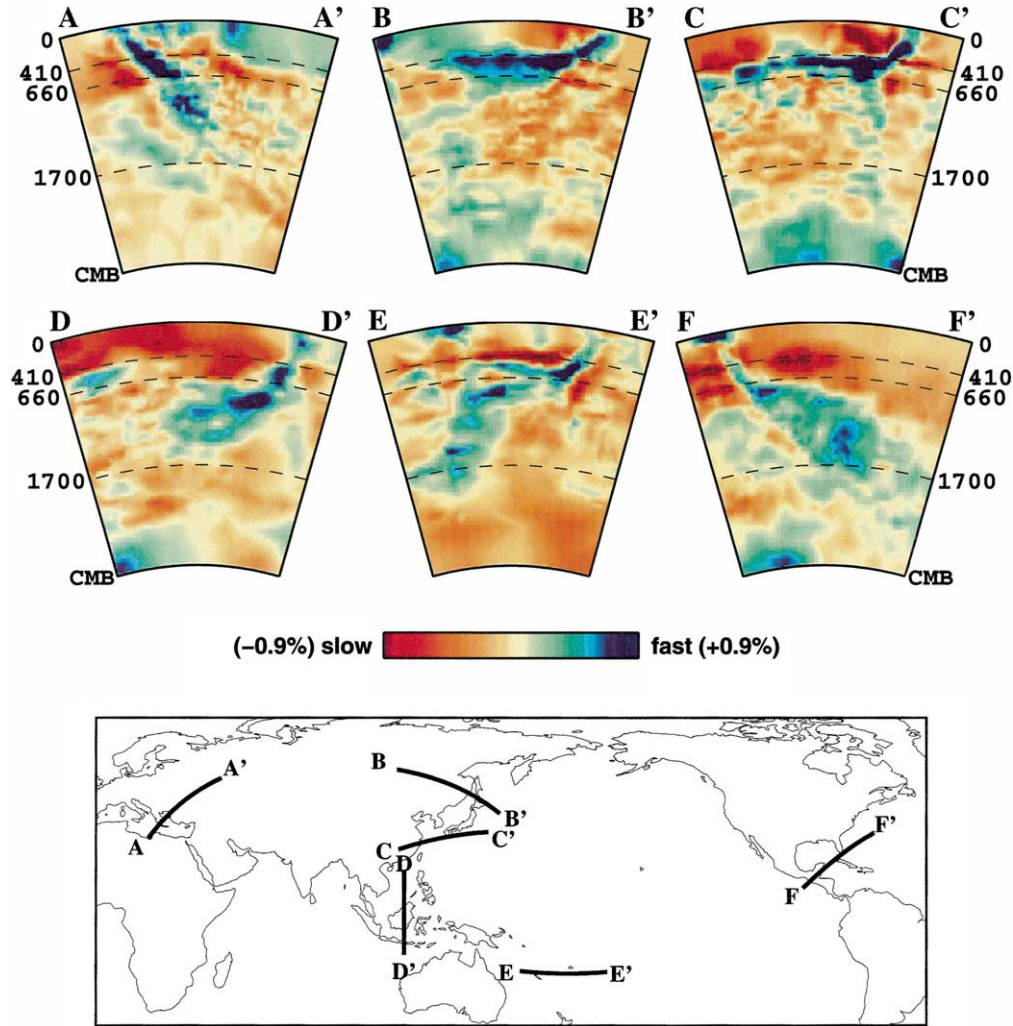 A A' B B' C C'
0 0
410 410
660 660
1700 1700
CMB CMB
D D' E E' F F'
0 0
410 410
660 660
1700 1700
CMB CMB
(−0.9%) slow fast (+0.9%)
A' B
B'
A C C'
D F'
F
D' E E'